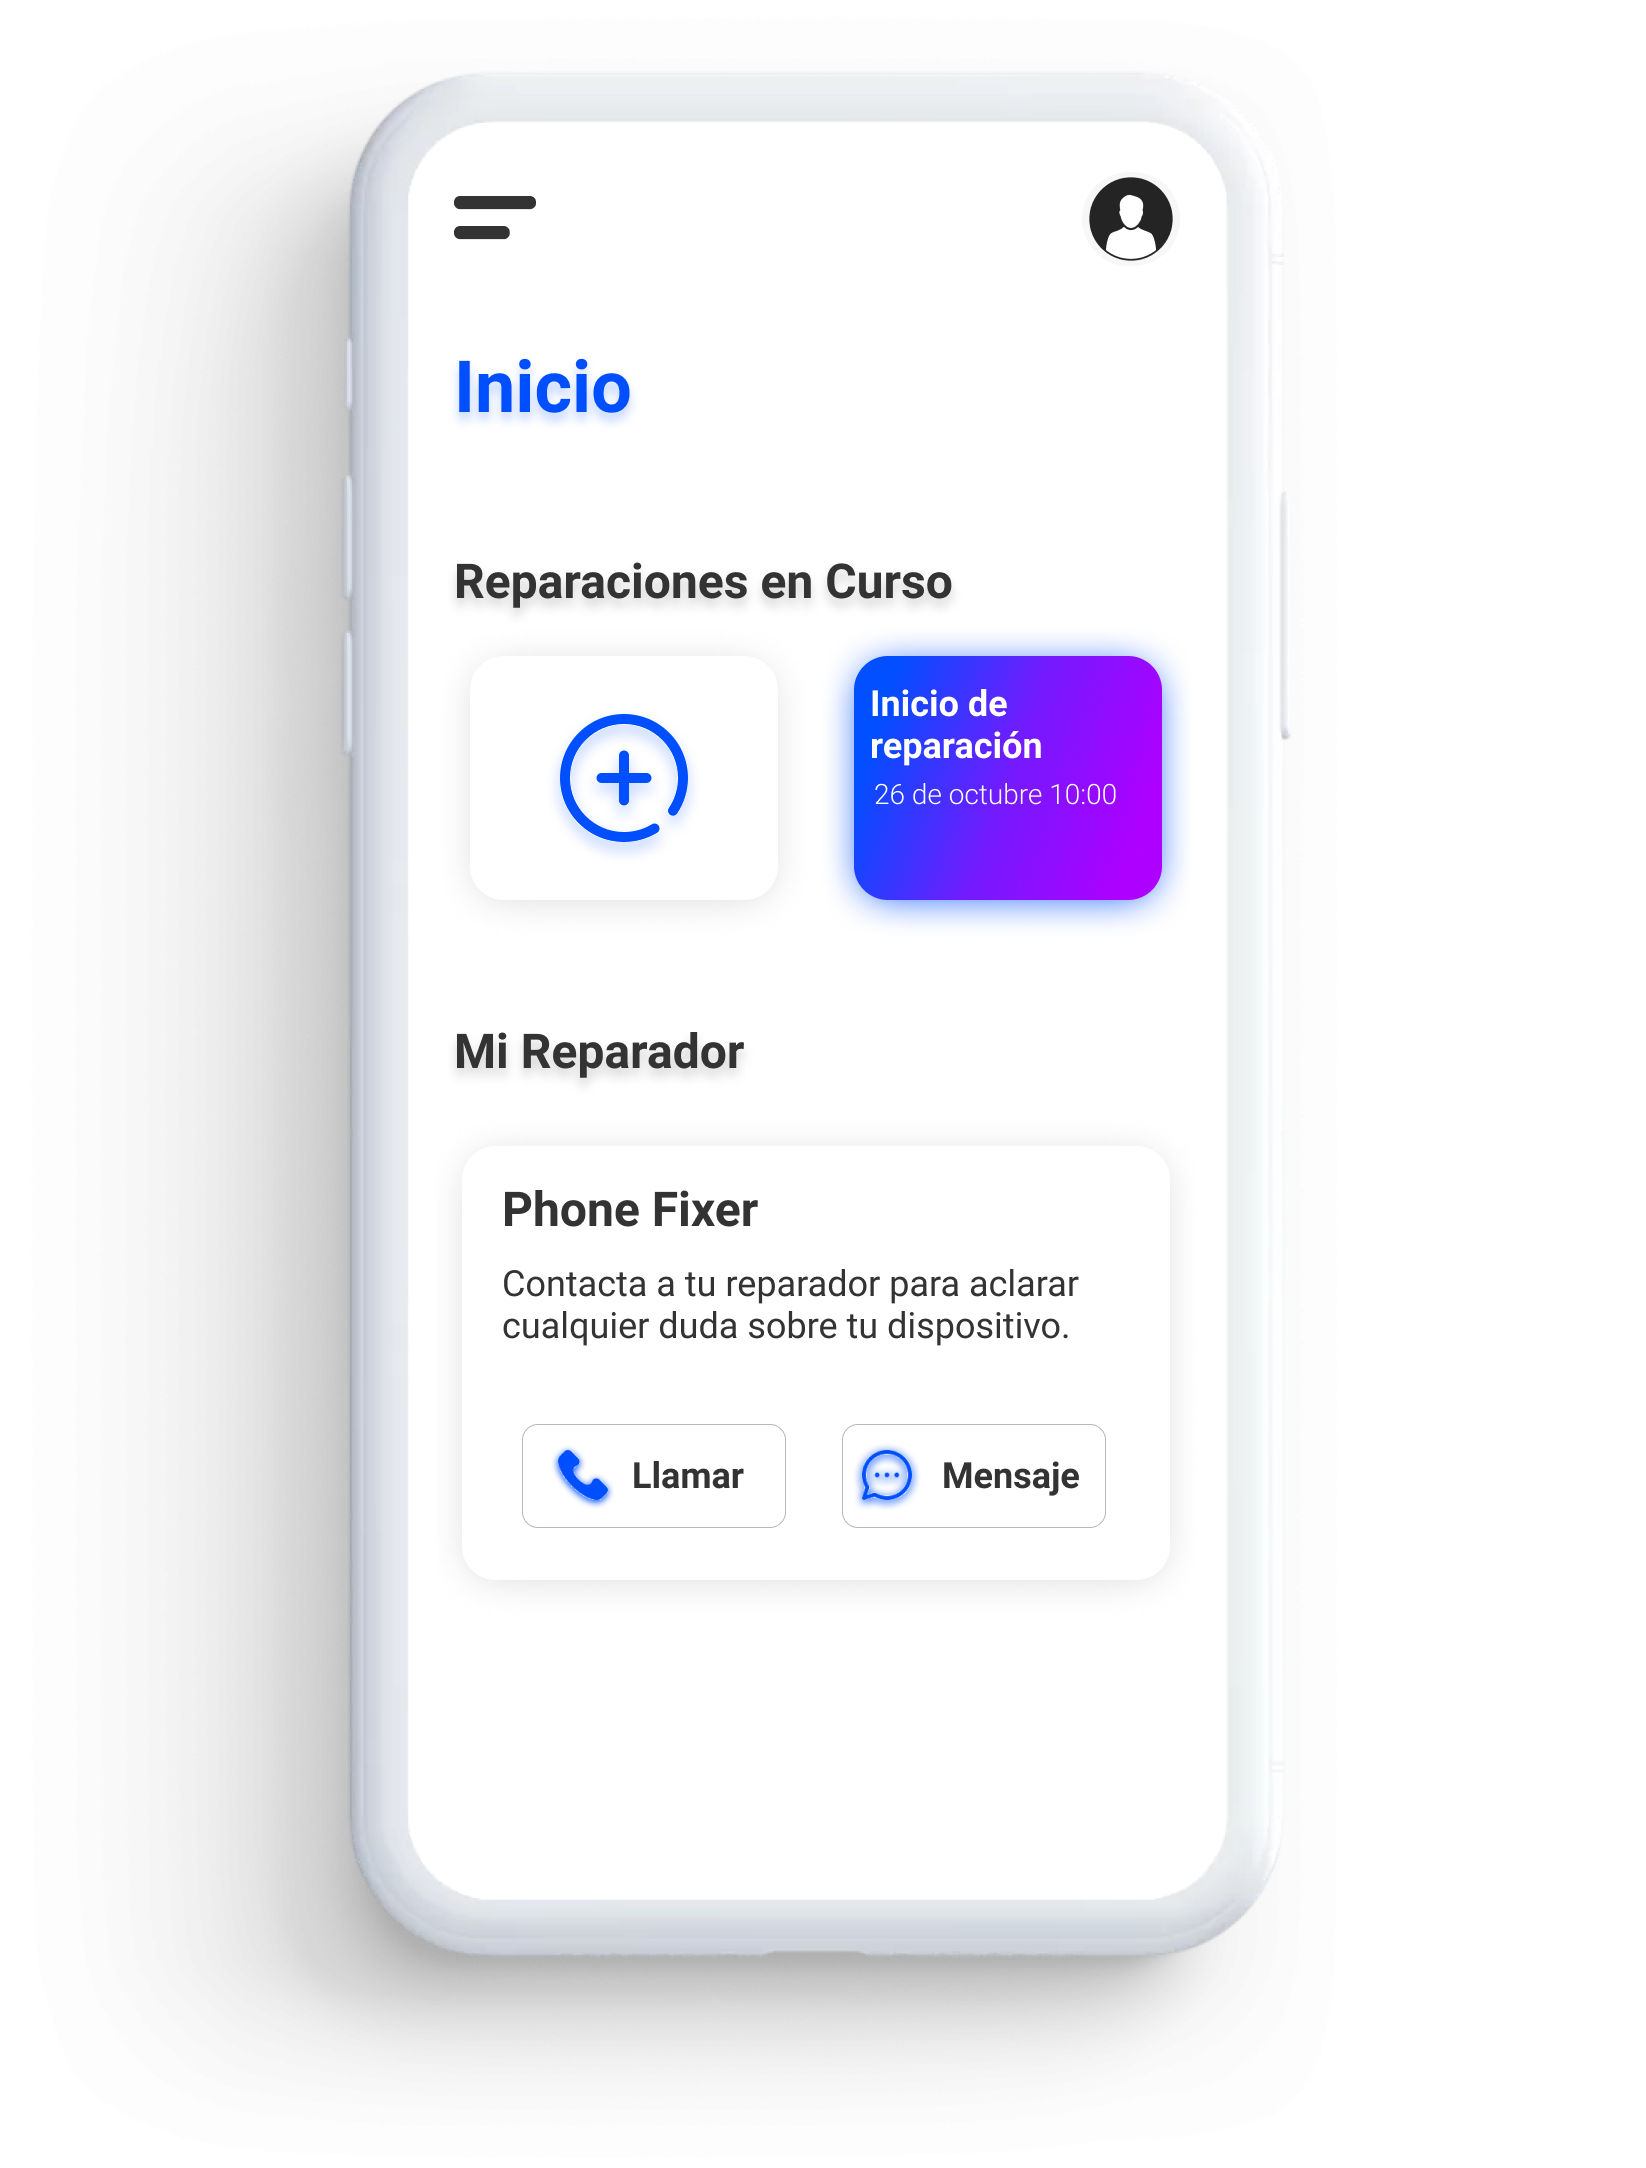 Inicio
Reparaciones en Curso
Inicio de
reparación
26 de octubre 10:00
Mi Reparador
Phone Fixer
Contacta a tu reparador para aclarar
cualquier duda sobre tu dispositivo.
Llamar
Mensaje